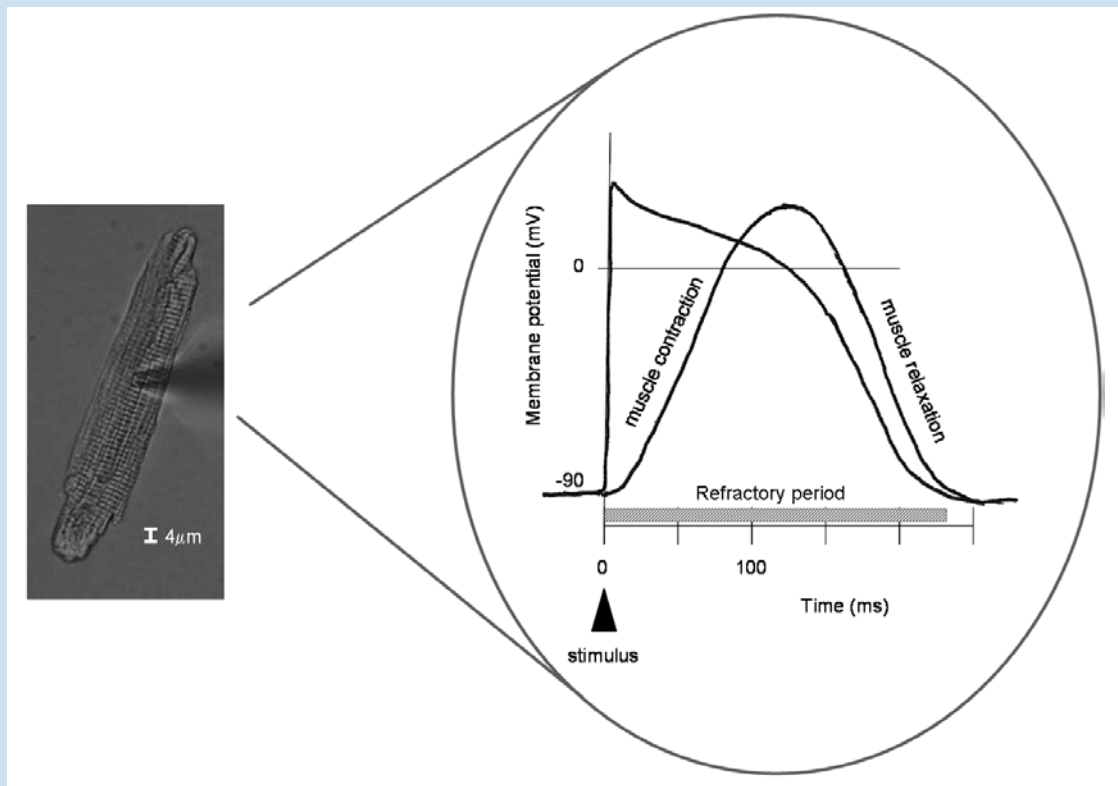 Membrane potential (mV)
0
-90
muscle contraction
muscle relaxation
Refractory period
0
100
Time (ms)
stimulus
4μm